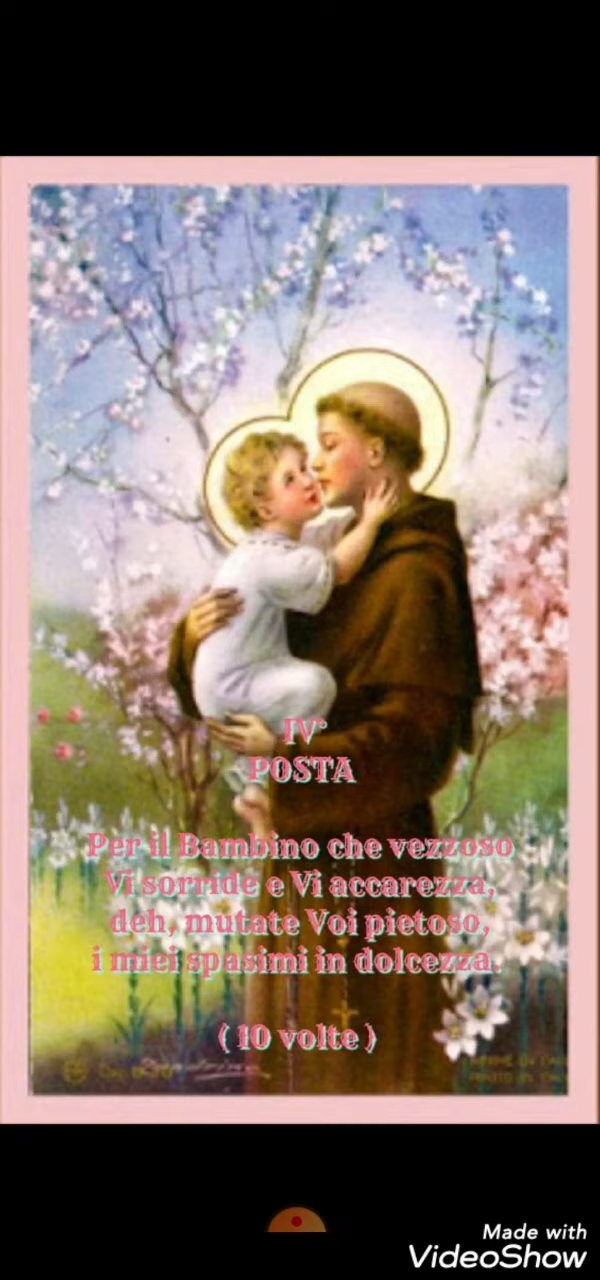 IV°
POSTA
Per il Bambino che vezzoso
Vi sorride e Vi accarezza,
deh, mutate Voi pietoso,
i miei spasimi in dolcezza.
( 10 volte )
Made with
VideoShow